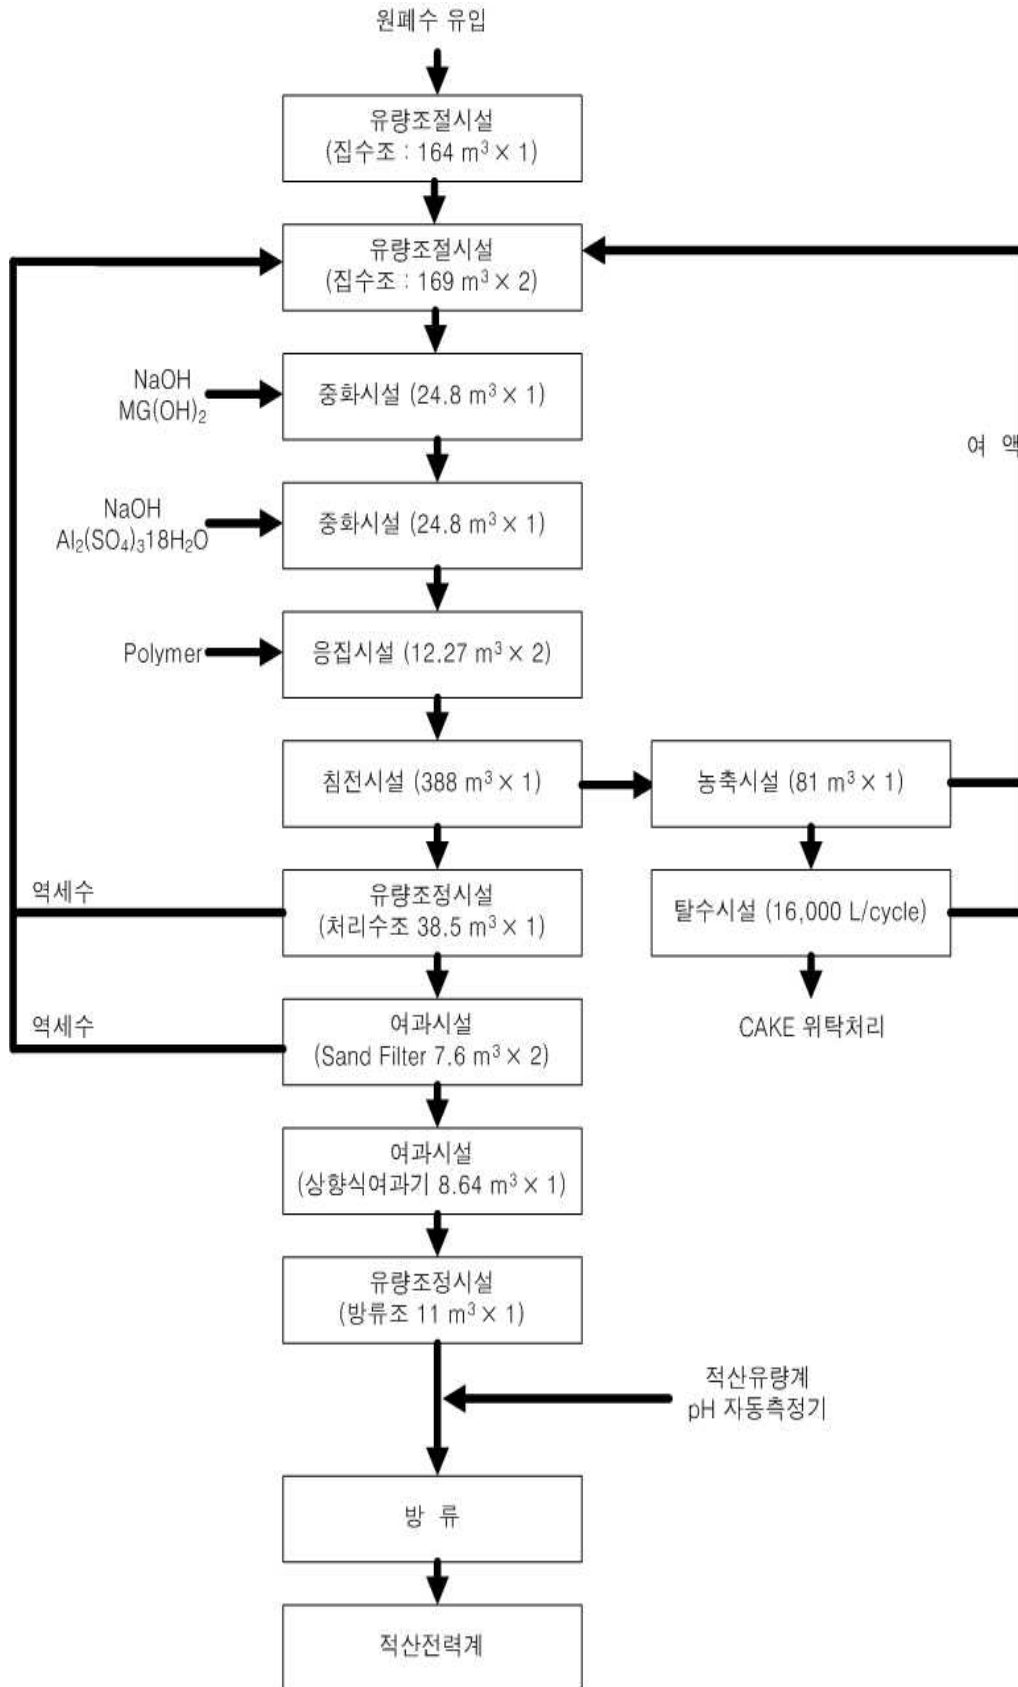 원폐수 유입
유량조절시설
(집수조 : 164 m³ × 1)
유량조절시설
(집수조 : 169 m³ × 2)
NaOH
MG(OH)₂
중화시설 (24.8 m³ × 1)
여 액
NaOH
Al₂(SO₄)₃18H₂O
중화시설 (24.8 m³ × 1)
Polymer
응집시설 (12.27 m³ × 2)
침전시설 (388 m³ × 1)
농축시설 (81 m³ × 1)
역세수
유량조정시설
(처리수조 38.5 m³ × 1)
탈수시설 (16,000 L/cycle)
역세수
여과시설
(Sand Filter 7.6 m³ × 2)
CAKE 위탁처리
여과시설
(상향식여과기 8.64 m³ × 1)
유량조정시설
(방류조 11 m³ × 1)
적산유량계
pH 자동측정기
방 류
적산전력계